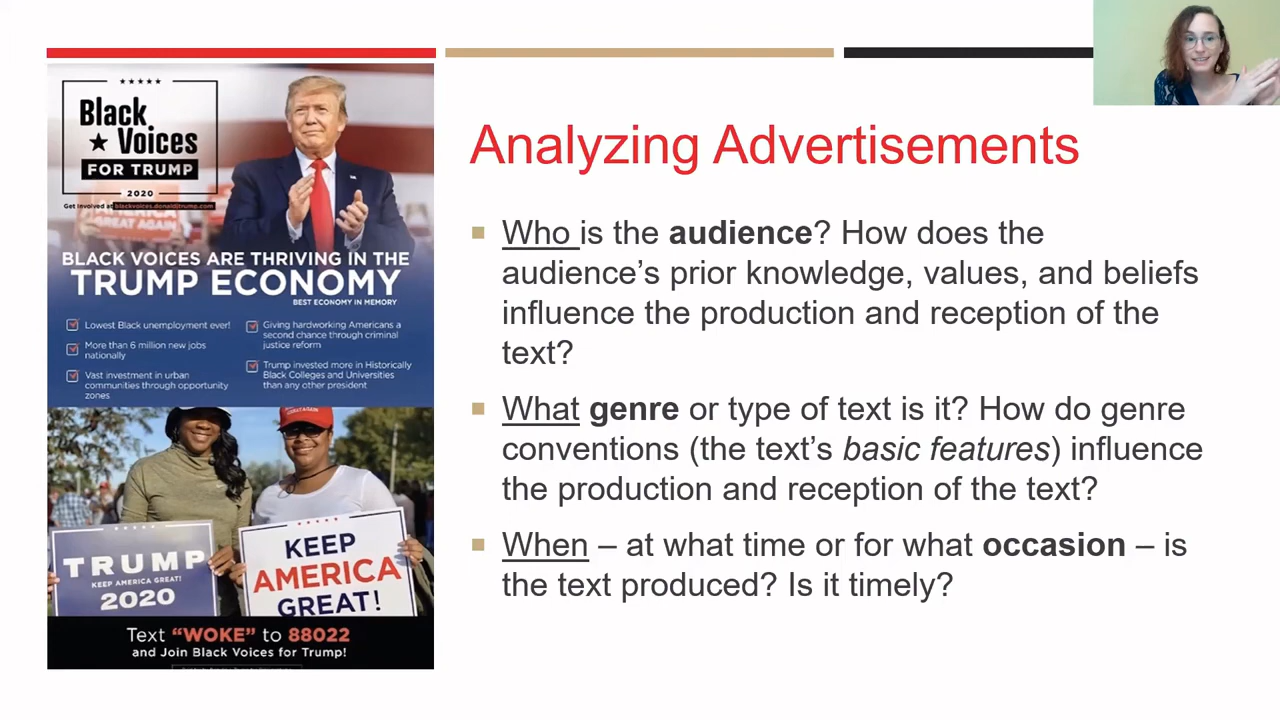 ★★★★★
Black
★ Voices
FOR TRUMP
2020
Get involved at blackvoices.donaldjtrump.com
AMERICA
GREAT AGAIN
BLACK VOICES ARE THRIVING IN THE
TRUMP ECONOMY
BEST ECONOMY IN MEMORY
Lowest Black unemployment ever!
More than 6 million new jobs
nationally
Vast investment in urban
communities through opportunity
zones
Giving hardworking Americans a
second chance through criminal
justice reform
Trump invested more in Historically
Black Colleges and Universities
than any other president
GREAT AGAIN
TRUMP
KEEP AMERICA GREAT!
2020
KEEP
AMERICA
GREAT!
Text “WOKE” to 88022
and Join Black Voices for Trump!
Analyzing Advertisements
Who is the audience? How does the
audience’s prior knowledge, values, and beliefs
influence the production and reception of the
text?
What genre or type of text is it? How do genre
conventions (the text’s basic features) influence
the production and reception of the text?
When – at what time or for what occasion – is
the text produced? Is it timely?